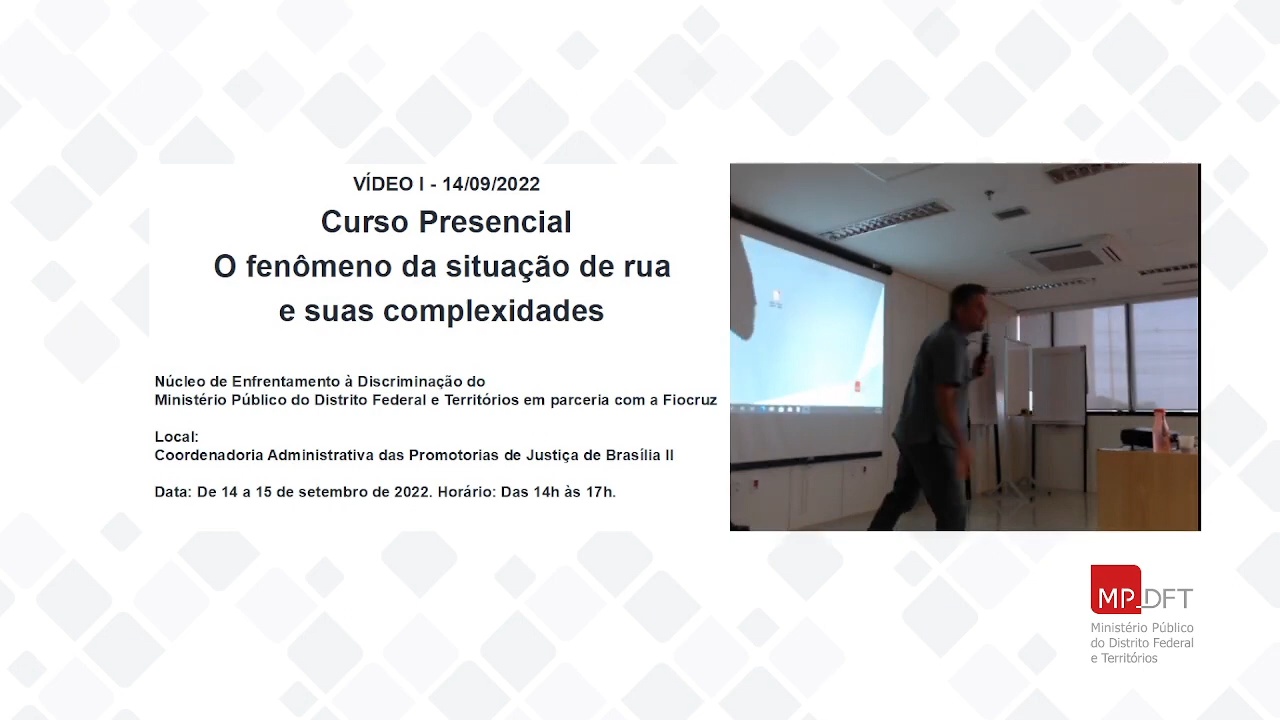 VÍDEO I - 14/09/2022
Curso Presencial
O fenômeno da situação de rua
e suas complexidades
Núcleo de Enfrentamento à Discriminação do
Ministério Público do Distrito Federal e Territórios em parceria com a Fiocruz
Local:
Coordenadoria Administrativa das Promotorias de Justiça de Brasília II
Data: De 14 a 15 de setembro de 2022. Horário: Das 14h às 17h.
MP_DFT
Ministério Público
do Distrito Federal
e Territórios